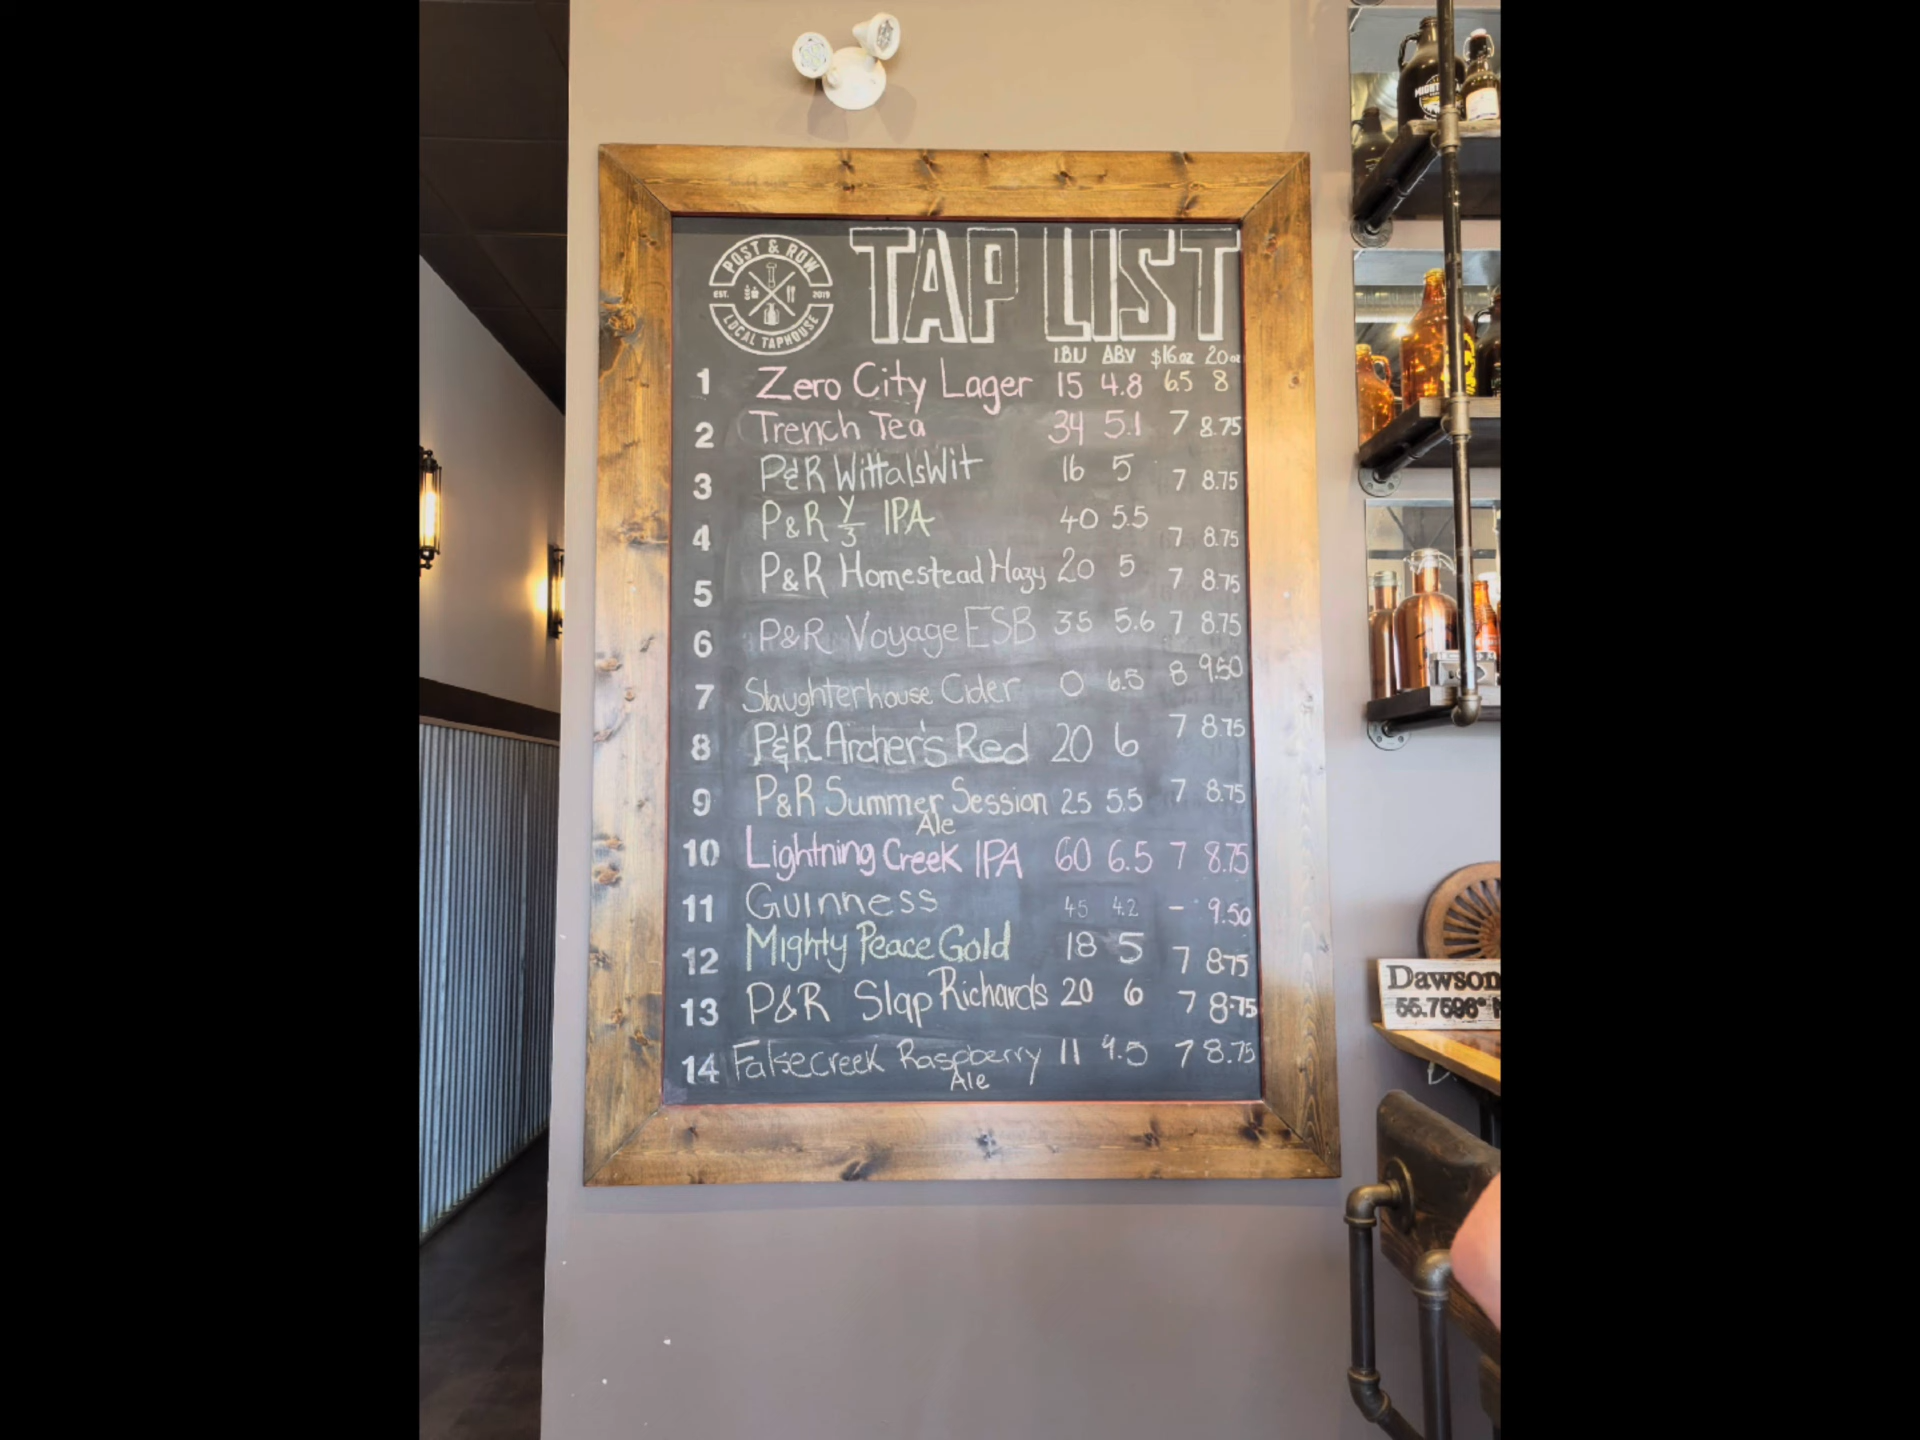 POST & ROW
EST. 2019
LOCAL TAPHOUSE
TAP LIST
IBU ABV $16oz 20oz
1 Zero City Lager 15 4.8 6.5 8
2 Trench Tea 34 5.1 7 8.75
3 P&R WittalsWit 16 5 7 8.75
4 P&R Y/3 IPA 40 5.5 7 8.75
5 P&R Homestead Hazy 20 5 7 8.75
6 P&R Voyage ESB 35 5.6 7 8.75
7 Slaughterhouse Cider 0 6.5 8 9.50
8 P&R Archer's Red 20 6 7 8.75
9 P&R Summer Session 25 5.5 7 8.75
Ale
10 Lightning Creek IPA 60 6.5 7 8.75
11 Guinness 45 4.2 - 9.50
12 Mighty Peace Gold 18 5 7 8.75
13 P&R Slap Richards 20 6 7 8.75
14 Falsecreek Raspberry 11 4.5 7 8.75
Ale
Dawson
55.7596°